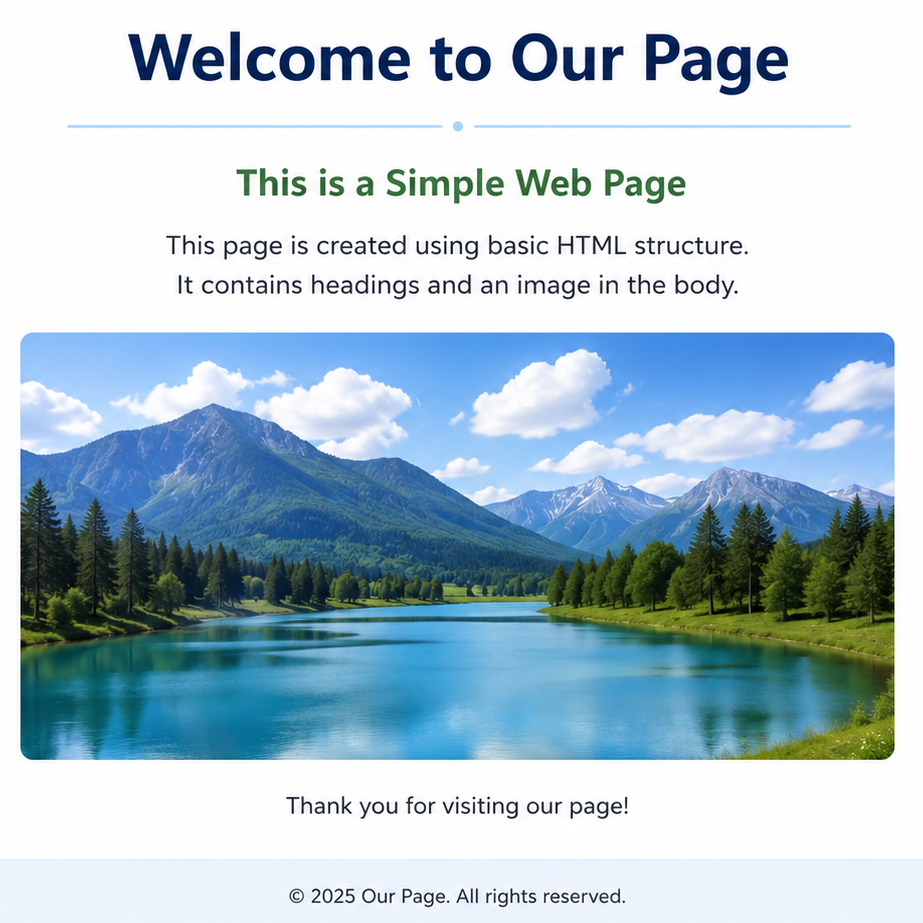 Welcome to Our Page
This is a Simple Web Page
This page is created using basic HTML structure.
It contains headings and an image in the body.
Thank you for visiting our page!
© 2025 Our Page. All rights reserved.